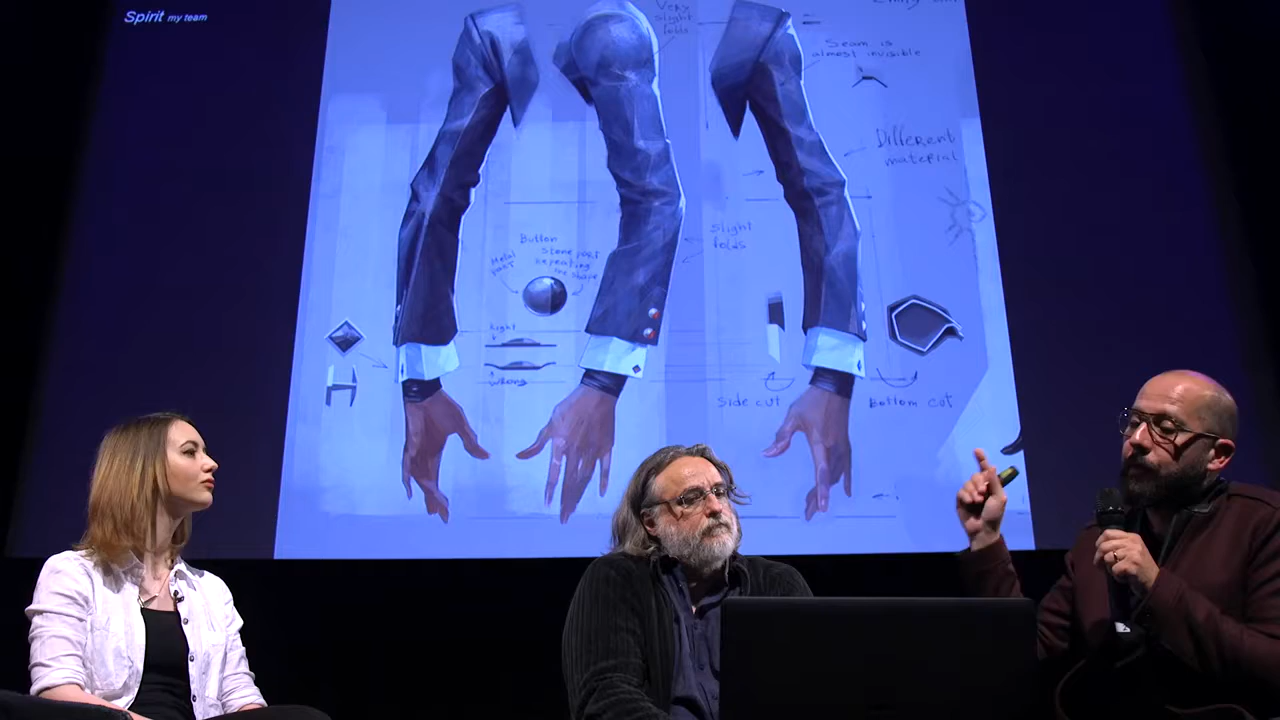 Spirit my team
Very
slight
folds
Seam is
almost invisible
Different
material
Slight
folds
Button
Metal
part
Stone part
repeating
the shape
Right
Wrong
Side cut
Bottom cut